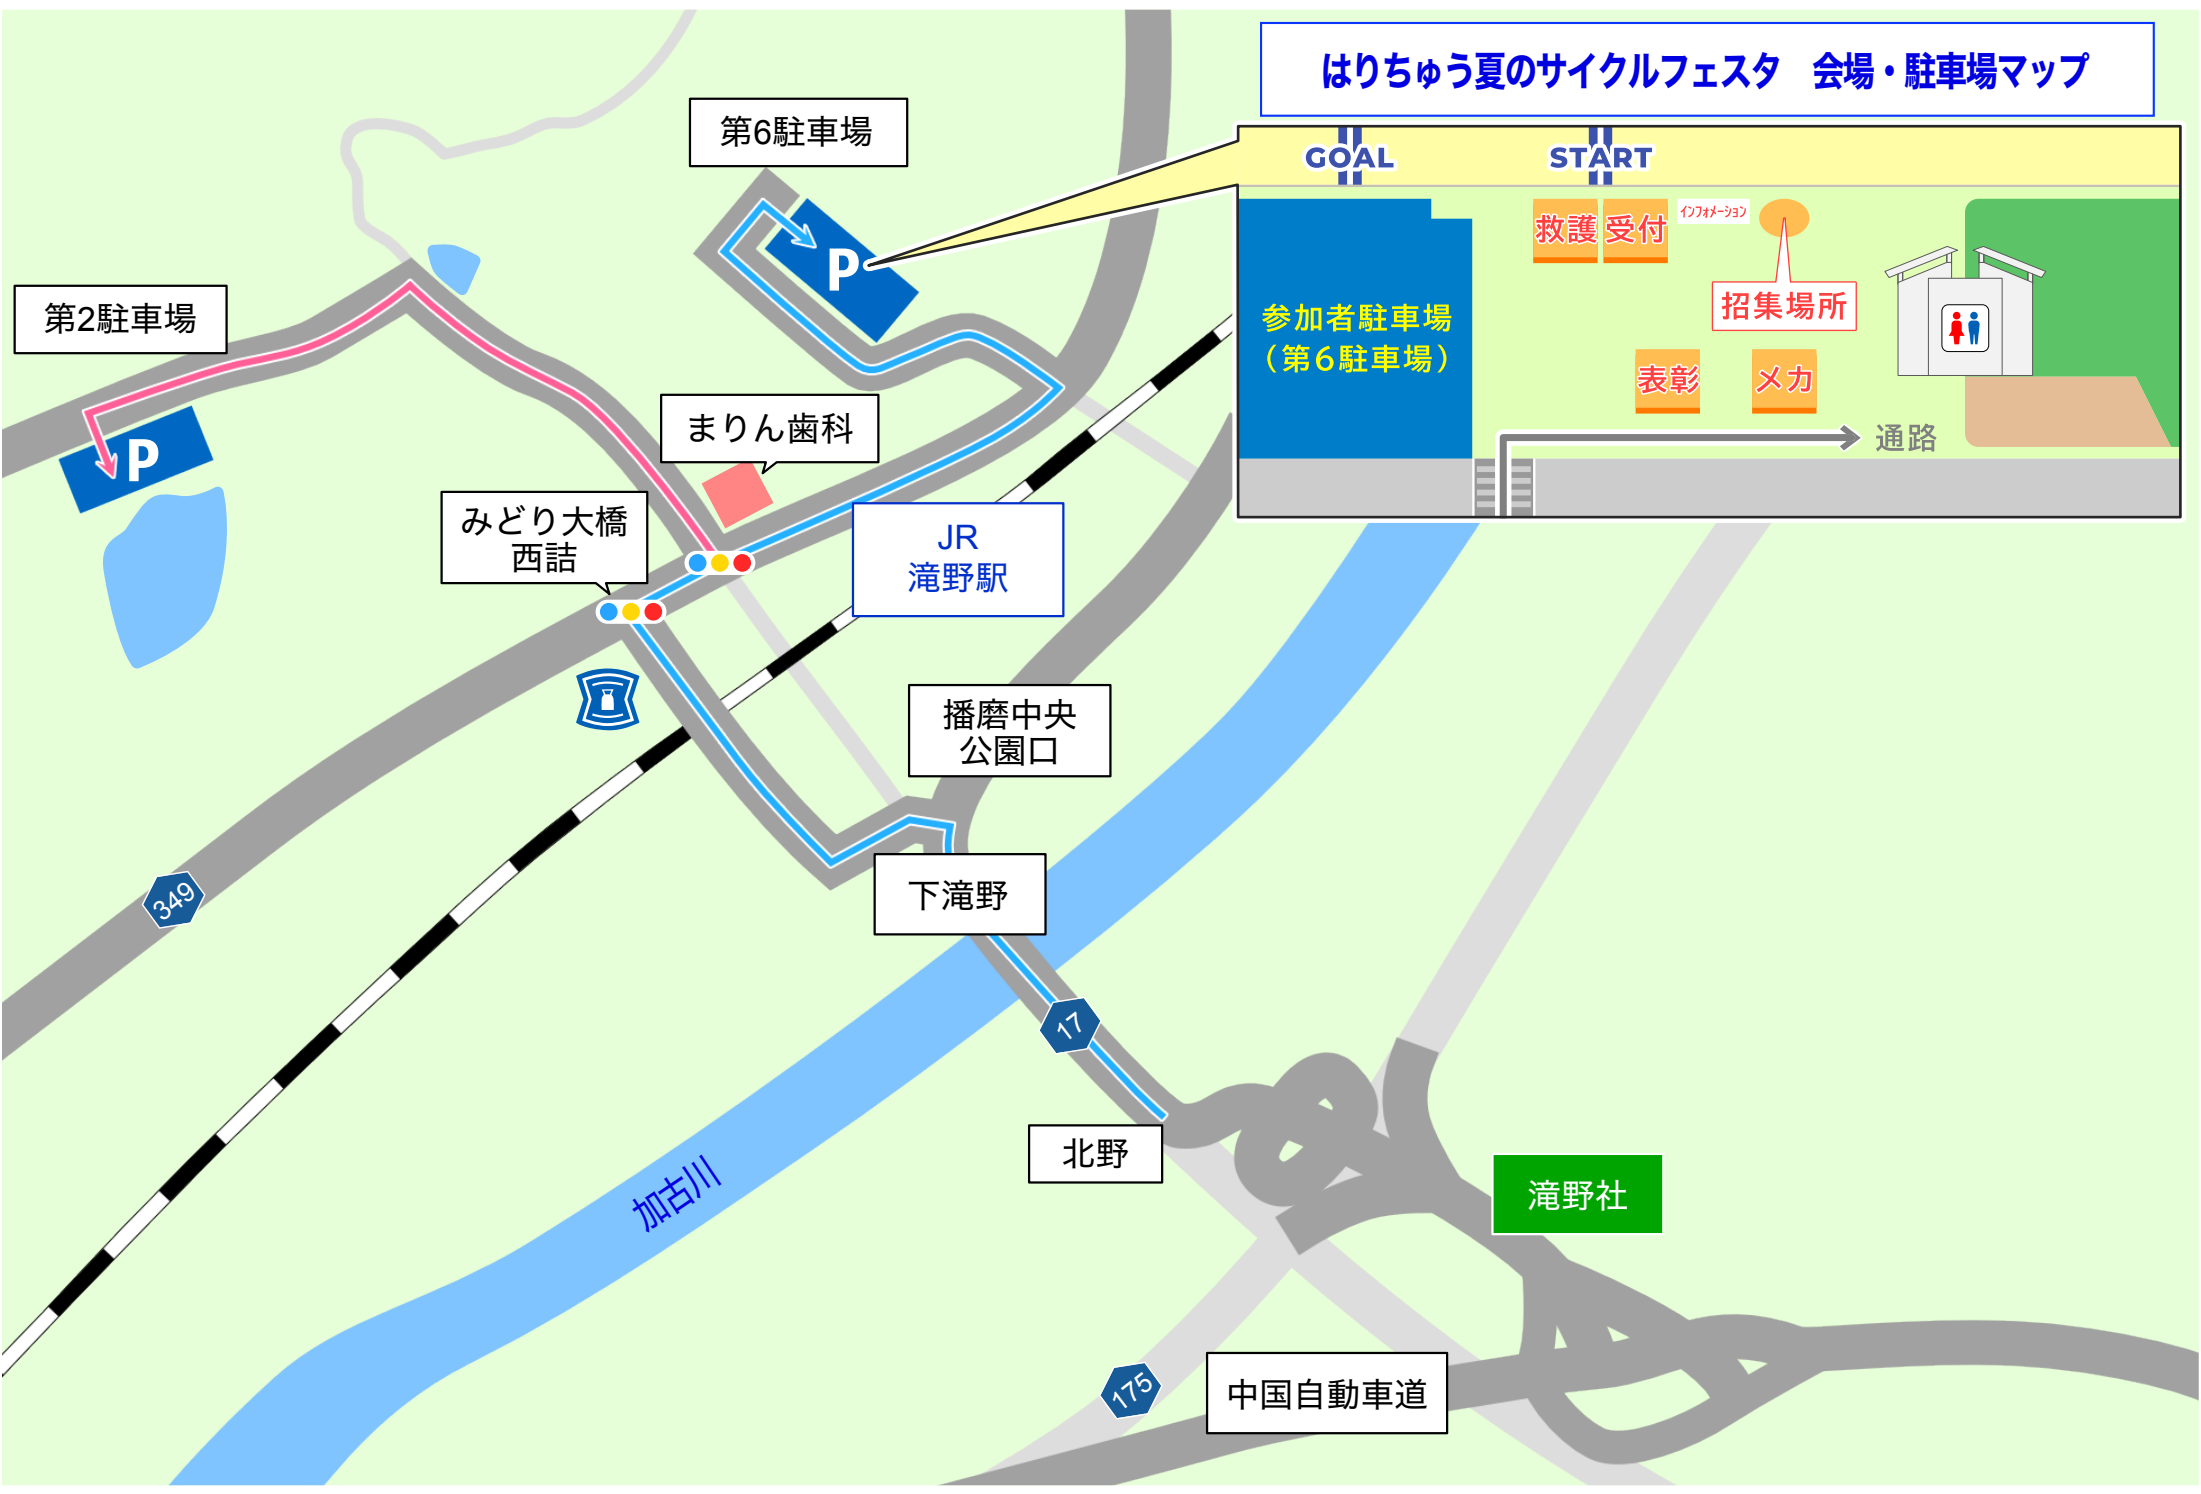 はりちゅう夏のサイクルフェスタ　会場・駐車場マップ
GOAL
START
救護
受付
インフォメーション
招集場所
参加者駐車場
（第６駐車場）
表彰
メカ
通路
第6駐車場
P
第2駐車場
P
まりん歯科
みどり大橋
西詰
JR
滝野駅
播磨中央
公園口
下滝野
349
17
北野
加古川
滝野社
175
中国自動車道